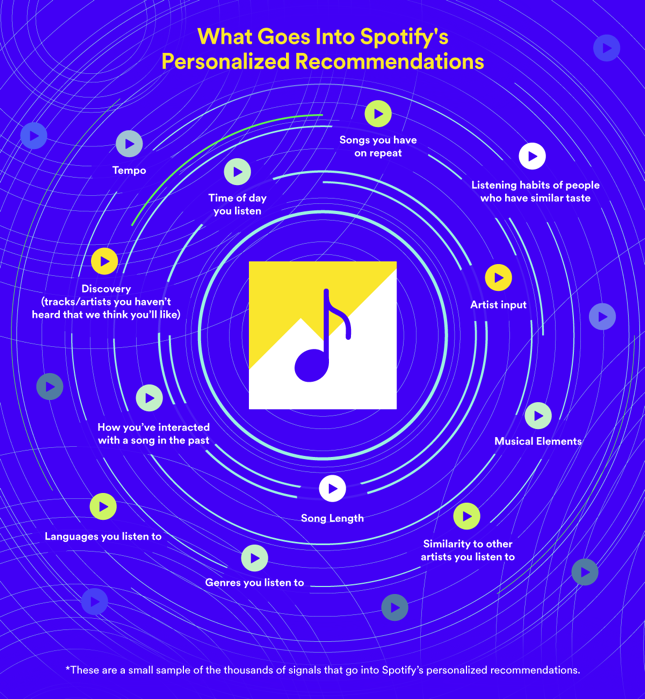 What Goes Into Spotify's
Personalized Recommendations
Songs you have
on repeat
Tempo
Listening habits of people
who have similar taste
Time of day
you listen
Discovery
(tracks/artists you haven’t
heard that we think you’ll like)
Artist input
How you’ve interacted
with a song in the past
Musical Elements
Song Length
Languages you listen to
Similarity to other
artists you listen to
Genres you listen to
*These are a small sample of the thousands of signals that go into Spotify’s personalized recommendations.